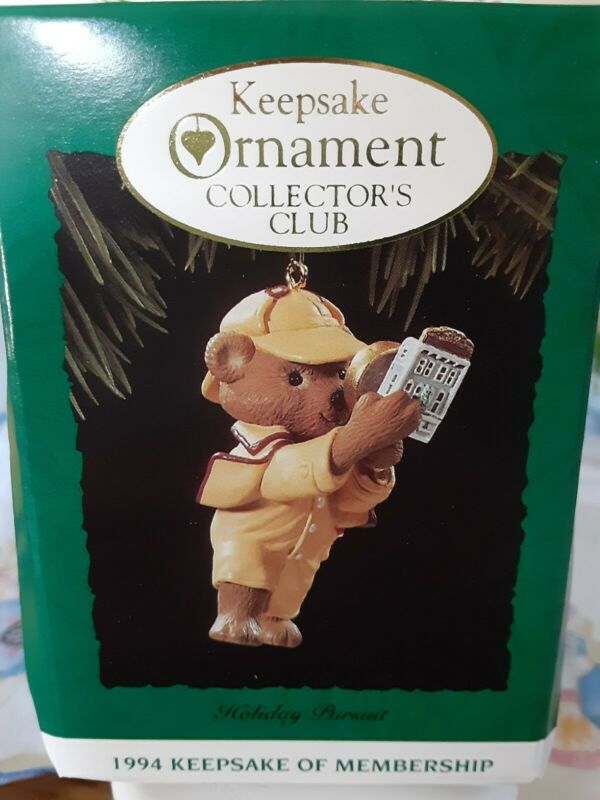 Keepsake
Ornament
COLLECTOR'S
CLUB
Holiday Pursuit
1994 KEEPSAKE OF MEMBERSHIP